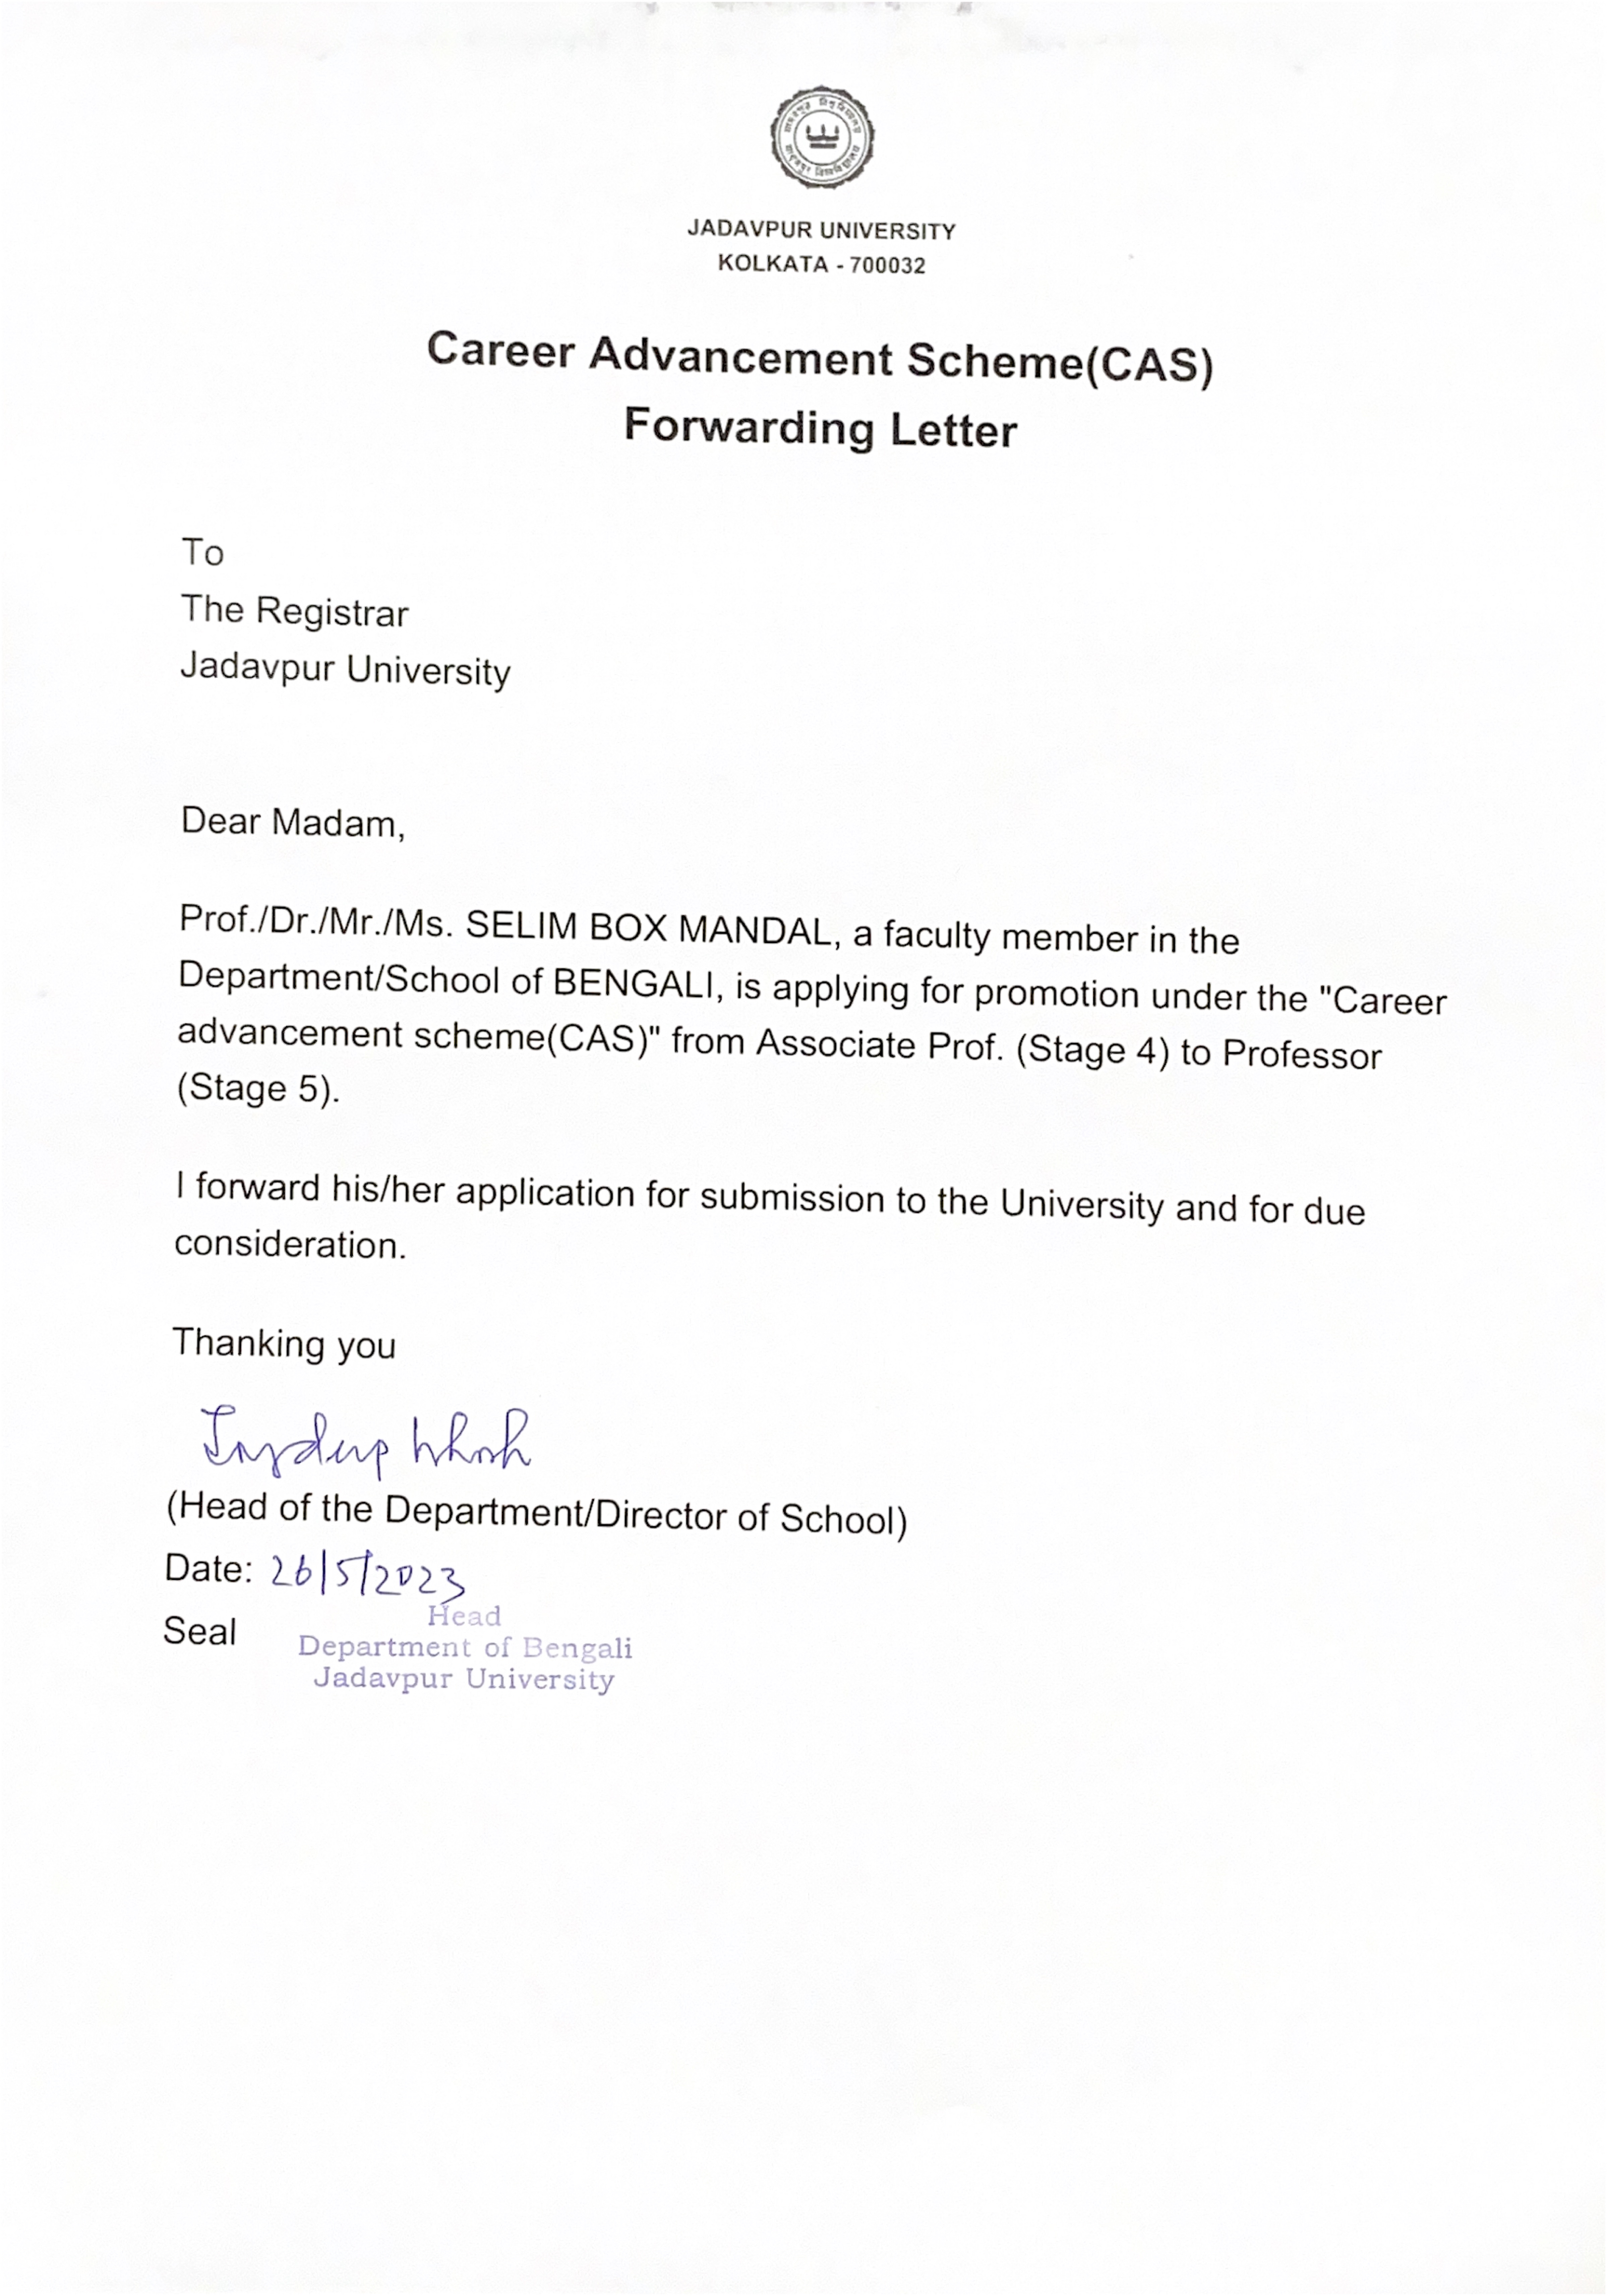 যাদবপুর বিশ্ববিদ্যালয়
JADAVPUR UNIVERSITY
KOLKATA - 700032
Career Advancement Scheme(CAS)
Forwarding Letter
To
The Registrar
Jadavpur University
Dear Madam,
Prof./Dr./Mr./Ms. SELIM BOX MANDAL, a faculty member in the
Department/School of BENGALI, is applying for promotion under the "Career
advancement scheme(CAS)" from Associate Prof. (Stage 4) to Professor
(Stage 5).
I forward his/her application for submission to the University and for due
consideration.
Thanking you
(Head of the Department/Director of School)
Date: 26/5/2023
Seal
Head
Department of Bengali
Jadavpur University